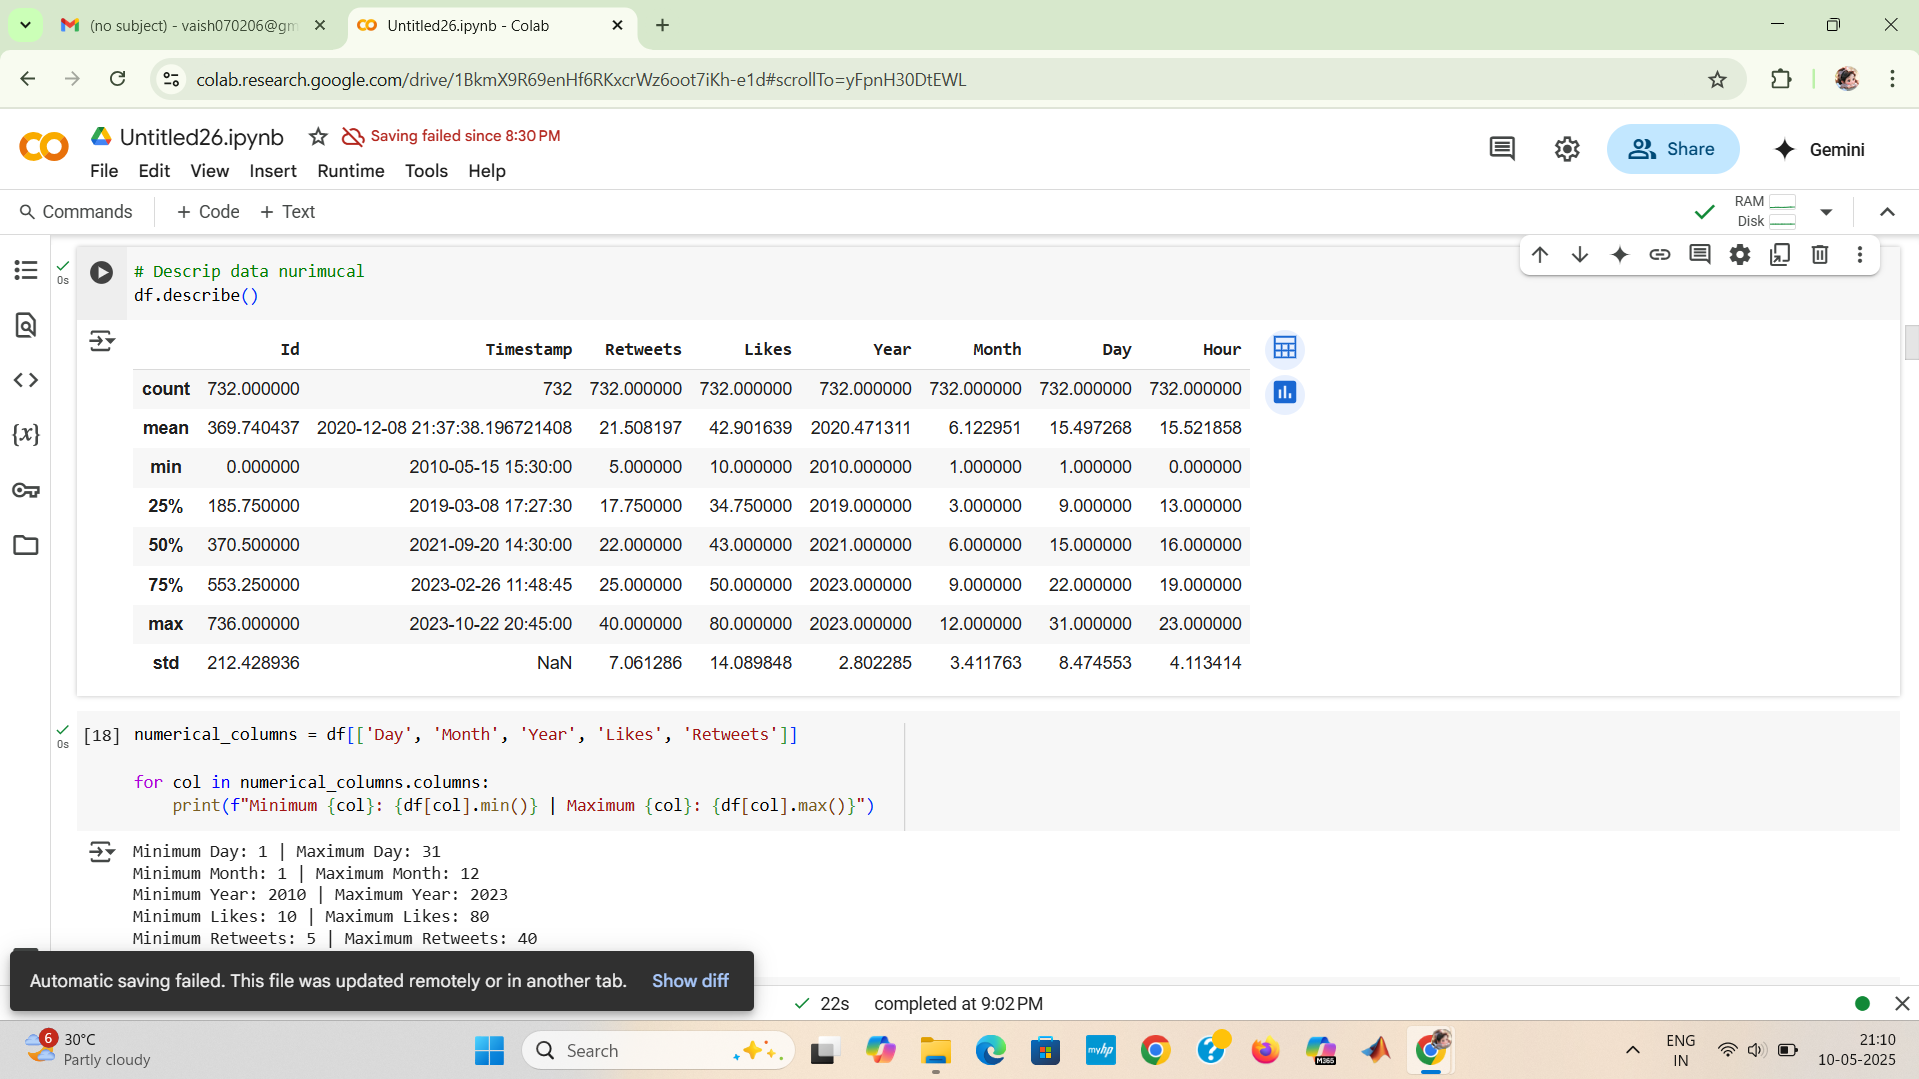 (no subject) - vaish070206@gm
Untitled26.ipynb - Colab
colab.research.google.com/drive/1BkmX9R69enHf6RKxcrWz6oot7iKh-e1d#scrollTo=yFpnH30DtEWL
Untitled26.ipynb
Saving failed since 8:30 PM
File Edit View Insert Runtime Tools Help
Share
Gemini
Commands + Code + Text
RAM
Disk
0s
# Descrip data nurimucal
df.describe()
Id Timestamp Retweets Likes Year Month Day Hour
count 732.000000 732 732.000000 732.000000 732.000000 732.000000 732.000000 732.000000
mean 369.740437 2020-12-08 21:37:38.196721408 21.508197 42.901639 2020.471311 6.122951 15.497268 15.521858
min 0.000000 2010-05-15 15:30:00 5.000000 10.000000 2010.000000 1.000000 1.000000 0.000000
25% 185.750000 2019-03-08 17:27:30 17.750000 34.750000 2019.000000 3.000000 9.000000 13.000000
50% 370.500000 2021-09-20 14:30:00 22.000000 43.000000 2021.000000 6.000000 15.000000 16.000000
75% 553.250000 2023-02-26 11:48:45 25.000000 50.000000 2023.000000 9.000000 22.000000 19.000000
max 736.000000 2023-10-22 20:45:00 40.000000 80.000000 2023.000000 12.000000 31.000000 23.000000
std 212.428936 NaN 7.061286 14.089848 2.802285 3.411763 8.474553 4.113414
0s
[18] numerical_columns = df[['Day', 'Month', 'Year', 'Likes', 'Retweets']]
for col in numerical_columns.columns:
print(f"Minimum {col}: {df[col].min()} | Maximum {col}: {df[col].max()}")
Minimum Day: 1 | Maximum Day: 31
Minimum Month: 1 | Maximum Month: 12
Minimum Year: 2010 | Maximum Year: 2023
Minimum Likes: 10 | Maximum Likes: 80
Minimum Retweets: 5 | Maximum Retweets: 40
Automatic saving failed. This file was updated remotely or in another tab. Show diff
22s completed at 9:02 PM
6
30°C
Partly cloudy
Search
myhp
M365
ENG
IN
21:10
10-05-2025